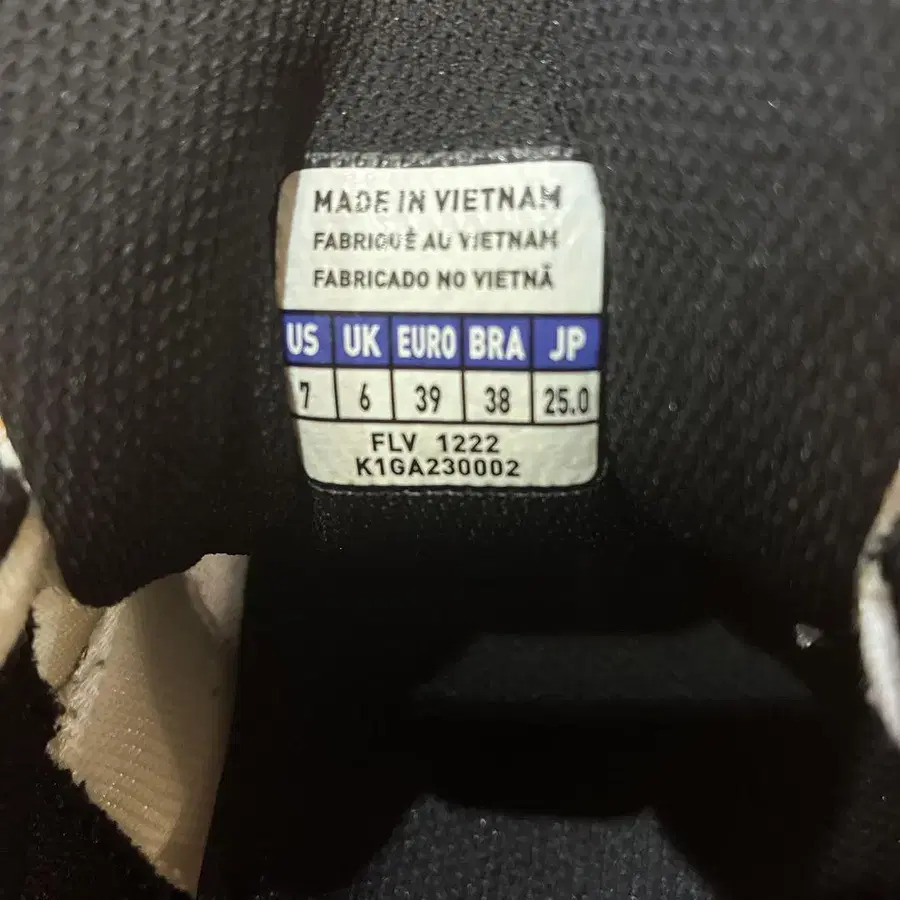 MADE IN VIETNAM
FABRIQUÊ AU VIETNAM
FABRICADO NO VIETNÃ
US UK EURO BRA JP
7 6 39 38 25.0
FLV 1222
K1GA230002